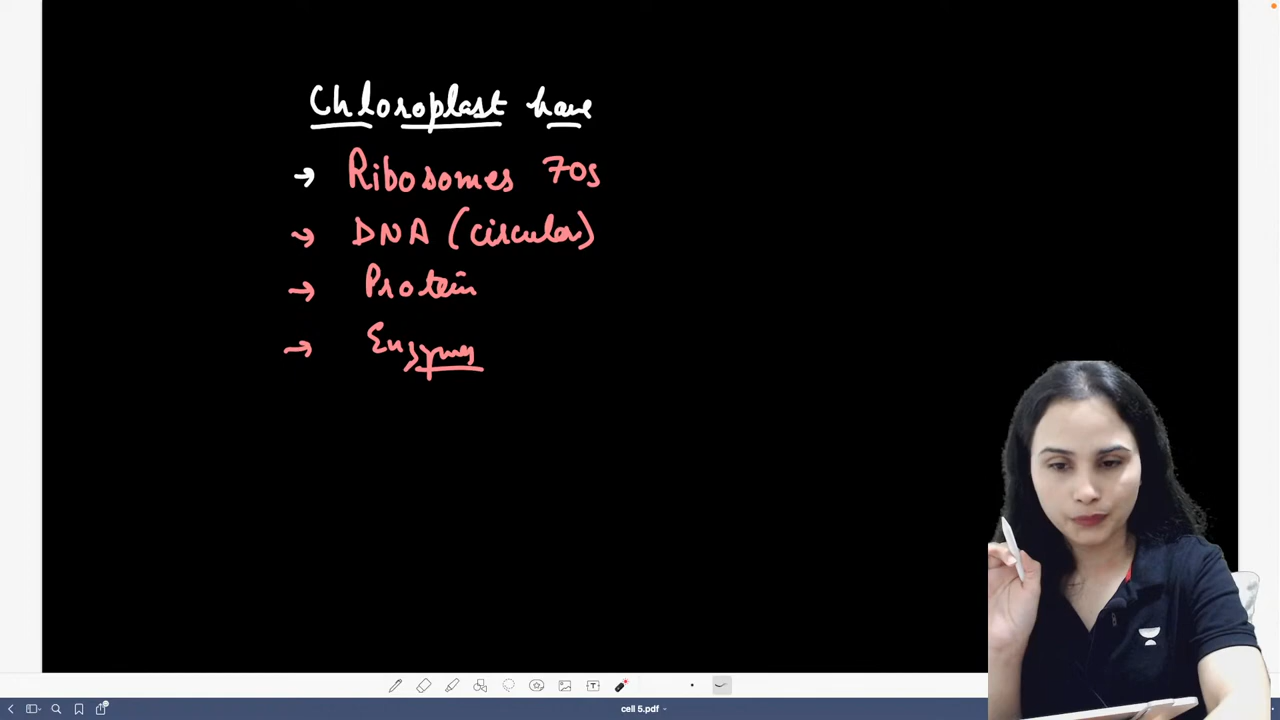 Chloroplast have
→ Ribosomes 70s
→ DNA (circular)
→ Protein
→ Enzymes
cell 5.pdf